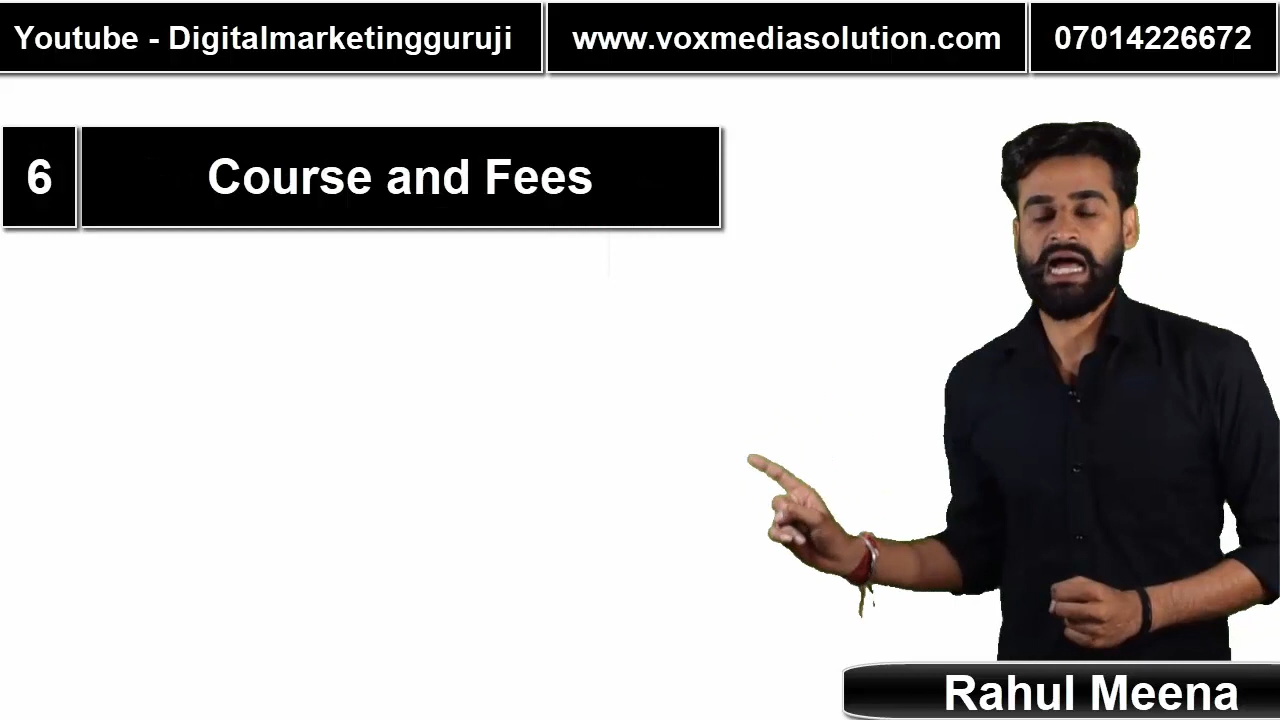 Youtube - Digitalmarketingguruji
www.voxmediasolution.com
07014226672
6
Course and Fees
Rahul Meena